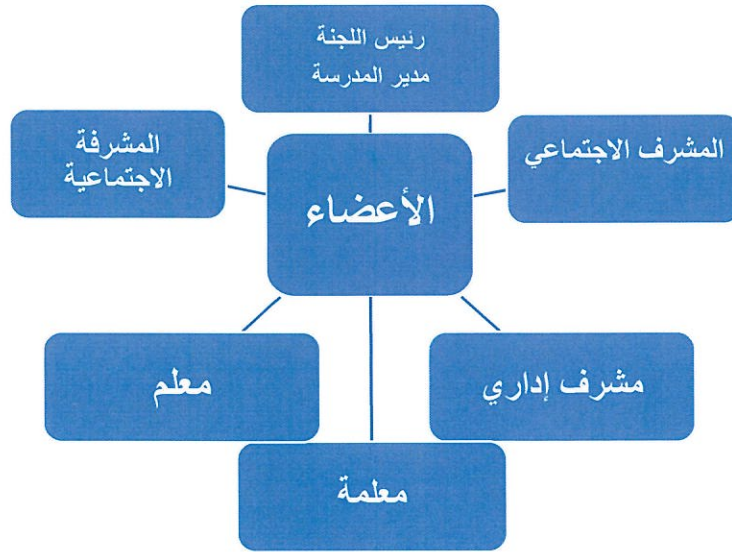 رئيس اللجنة
مدير المدرسة
المشرف الاجتماعي
المشرفة
الاجتماعية
الأعضاء
مشرف إداري
معلم
معلمة